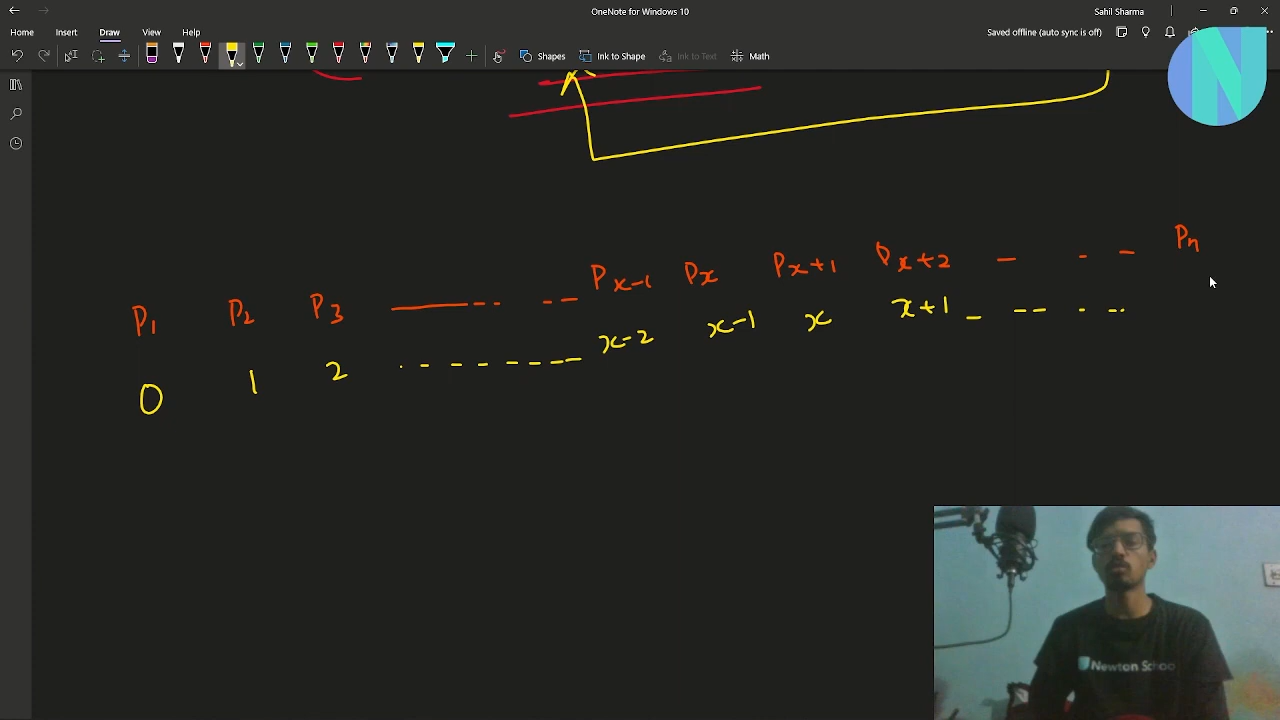 OneNote for Windows 10
Sahil Sharma
Home Insert Draw View Help
Saved offline (auto sync is off)
Shapes Ink to Shape Ink to Text Math
P1 P2 P3 ——— -- -- Px-1 Px Px+1 Px+2 - - - Pn
0 1 2 . - - - - - - - x-2 x-1 x x+1 - -- . ..
Newton School